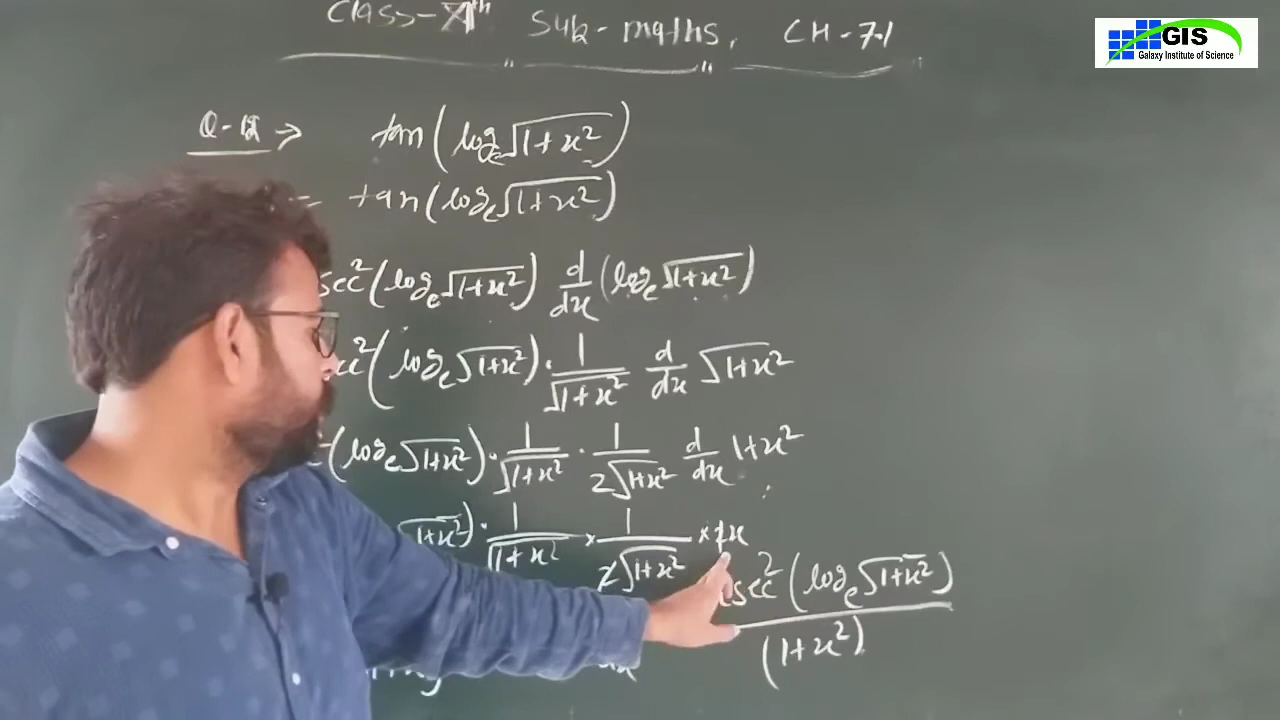 Class-XIth Sub-maths, CH-7.1
GIS
Galaxy Institute of Science
Q-12 → tan(logₑ√1+x²)
= tan(logₑ√1+x²)
sec²(logₑ√1+x²) d/dx (logₑ√1+x²)
sec²(logₑ√1+x²)· 1/√1+x² d/dx √1+x²
(logₑ√1+x²)· 1/√1+x² · 1/2√1+x² d/dx 1+x²
√1+x²)· 1/√1+x² × 1/2√1+x² × 2x
sec²(logₑ√1+x²)
(1+x²)